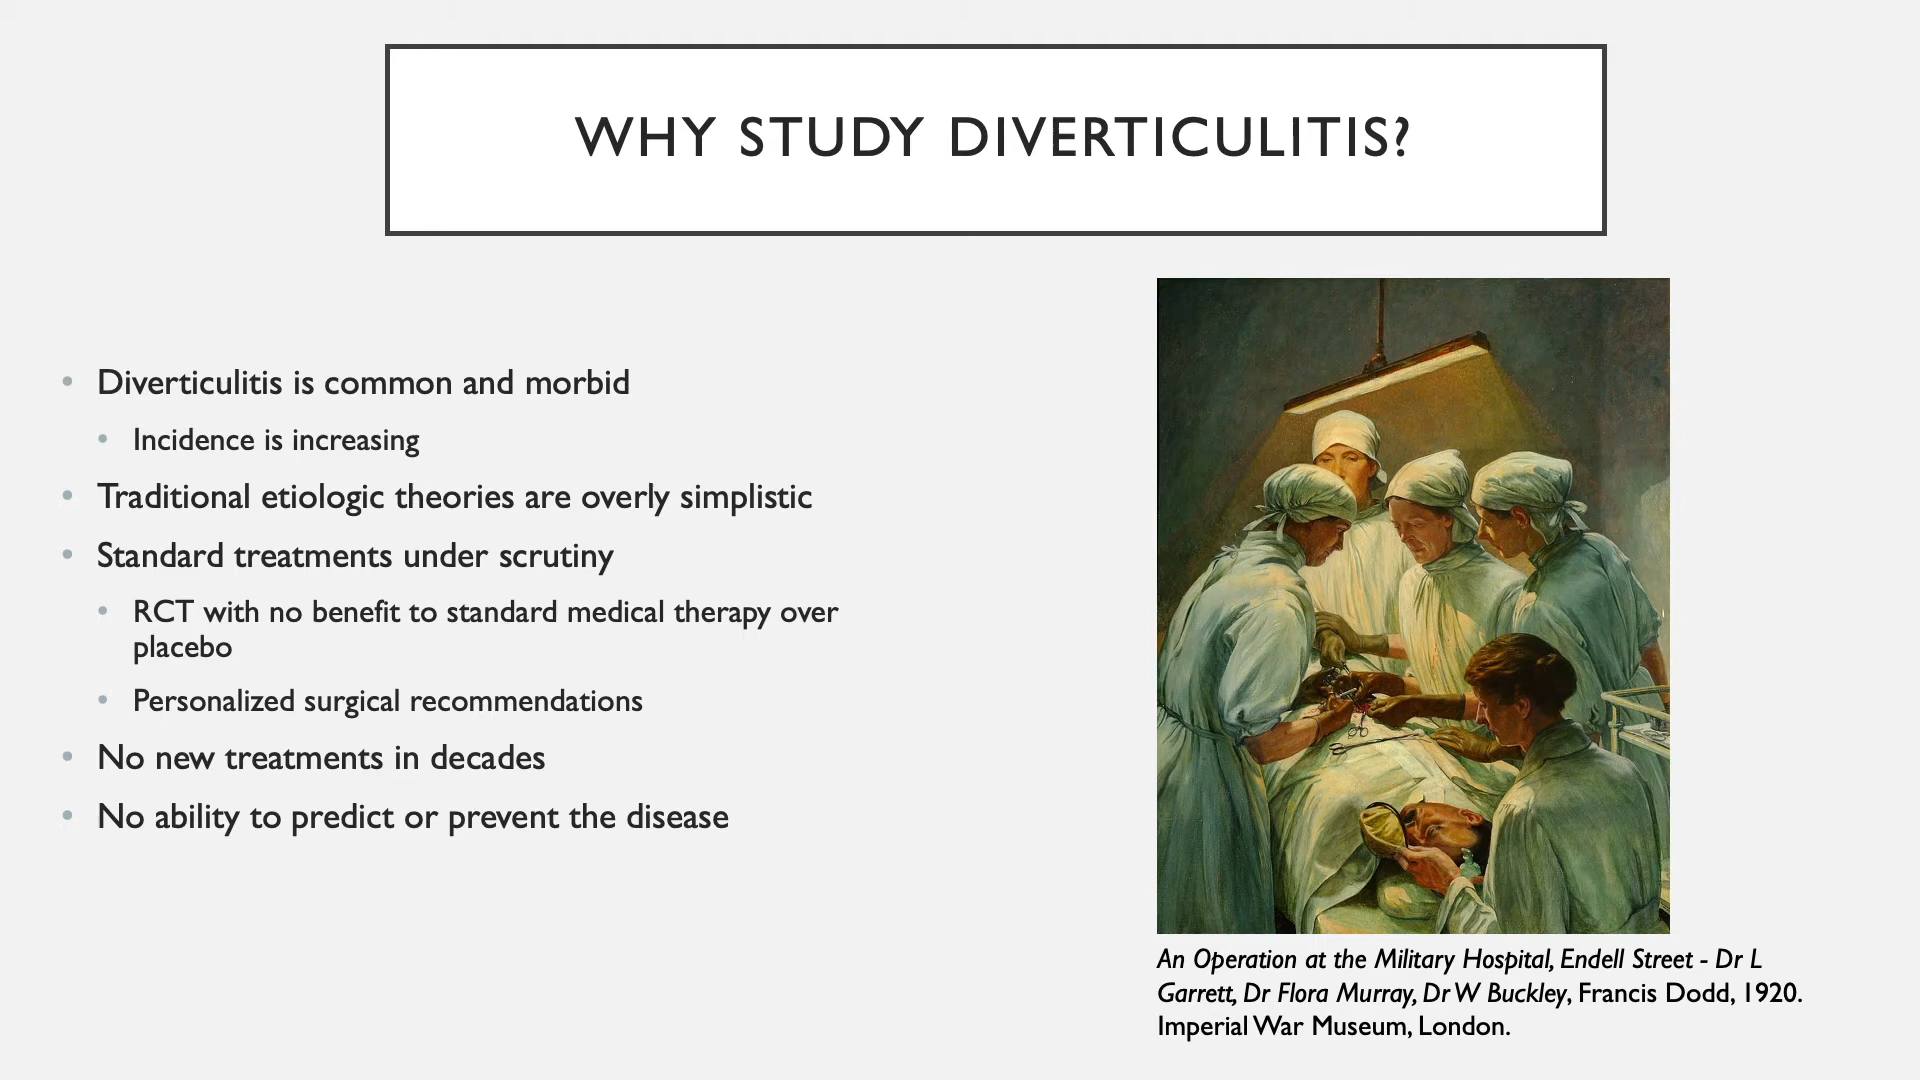 WHY STUDY DIVERTICULITIS?
• Diverticulitis is common and morbid
• Incidence is increasing
• Traditional etiologic theories are overly simplistic
• Standard treatments under scrutiny
• RCT with no benefit to standard medical therapy over
placebo
• Personalized surgical recommendations
• No new treatments in decades
• No ability to predict or prevent the disease
An Operation at the Military Hospital, Endell Street - Dr L
Garrett, Dr Flora Murray, Dr W Buckley, Francis Dodd, 1920.
Imperial War Museum, London.